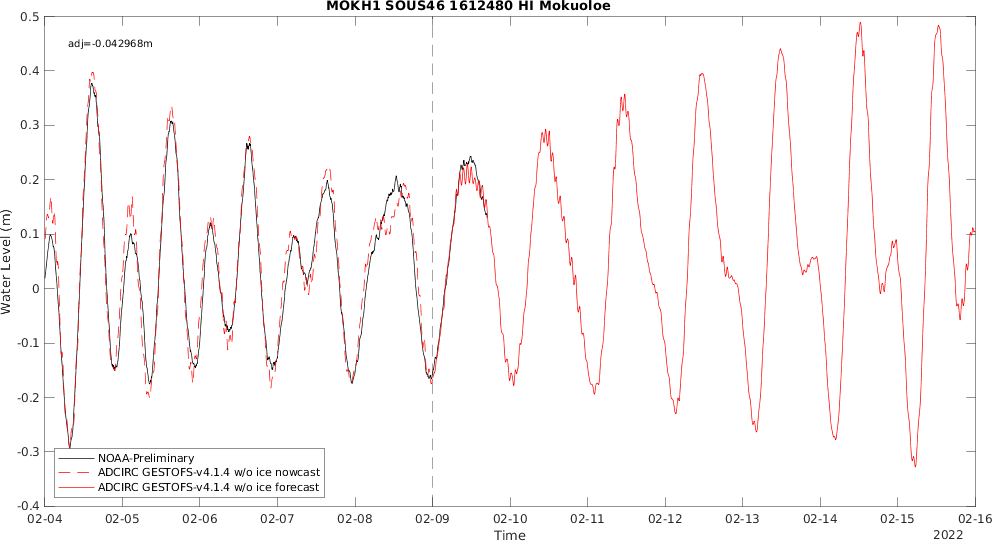 MOKH1 SOUS46 1612480 HI Mokuoloe
adj=-0.042968m
0.5
0.4
0.3
0.2
0.1
0
-0.1
-0.2
-0.3
-0.4
Water Level (m)
NOAA-Preliminary
ADCIRC GESTOFS-v4.1.4 w/o ice nowcast
ADCIRC GESTOFS-v4.1.4 w/o ice forecast
02-04 02-05 02-06 02-07 02-08 02-09 02-10 02-11 02-12 02-13 02-14 02-15 02-16
Time
2022